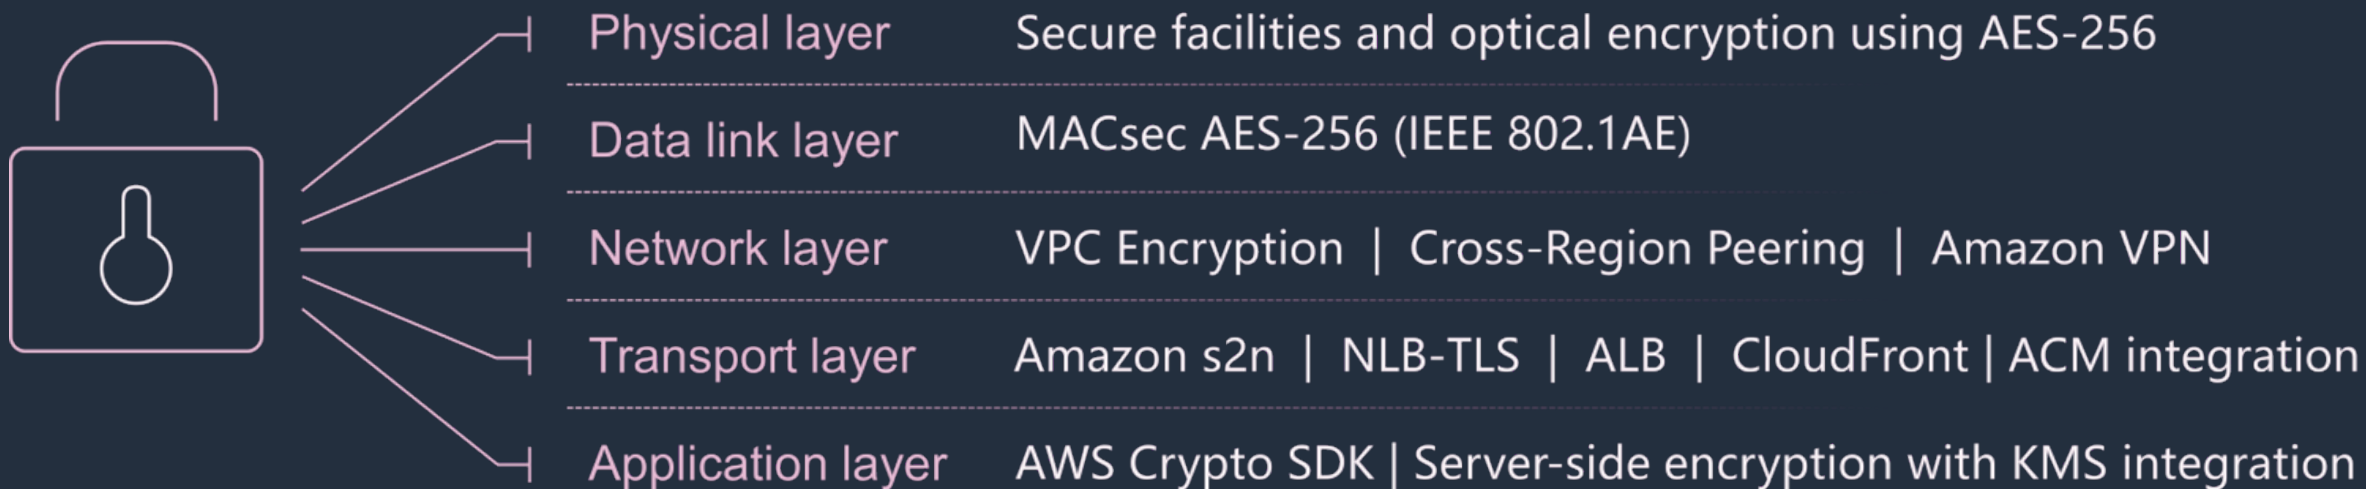 Physical layer Secure facilities and optical encryption using AES-256
Data link layer MACsec AES-256 (IEEE 802.1AE)
Network layer VPC Encryption | Cross-Region Peering | Amazon VPN
Transport layer Amazon s2n | NLB-TLS | ALB | CloudFront | ACM integration
Application layer AWS Crypto SDK | Server-side encryption with KMS integration